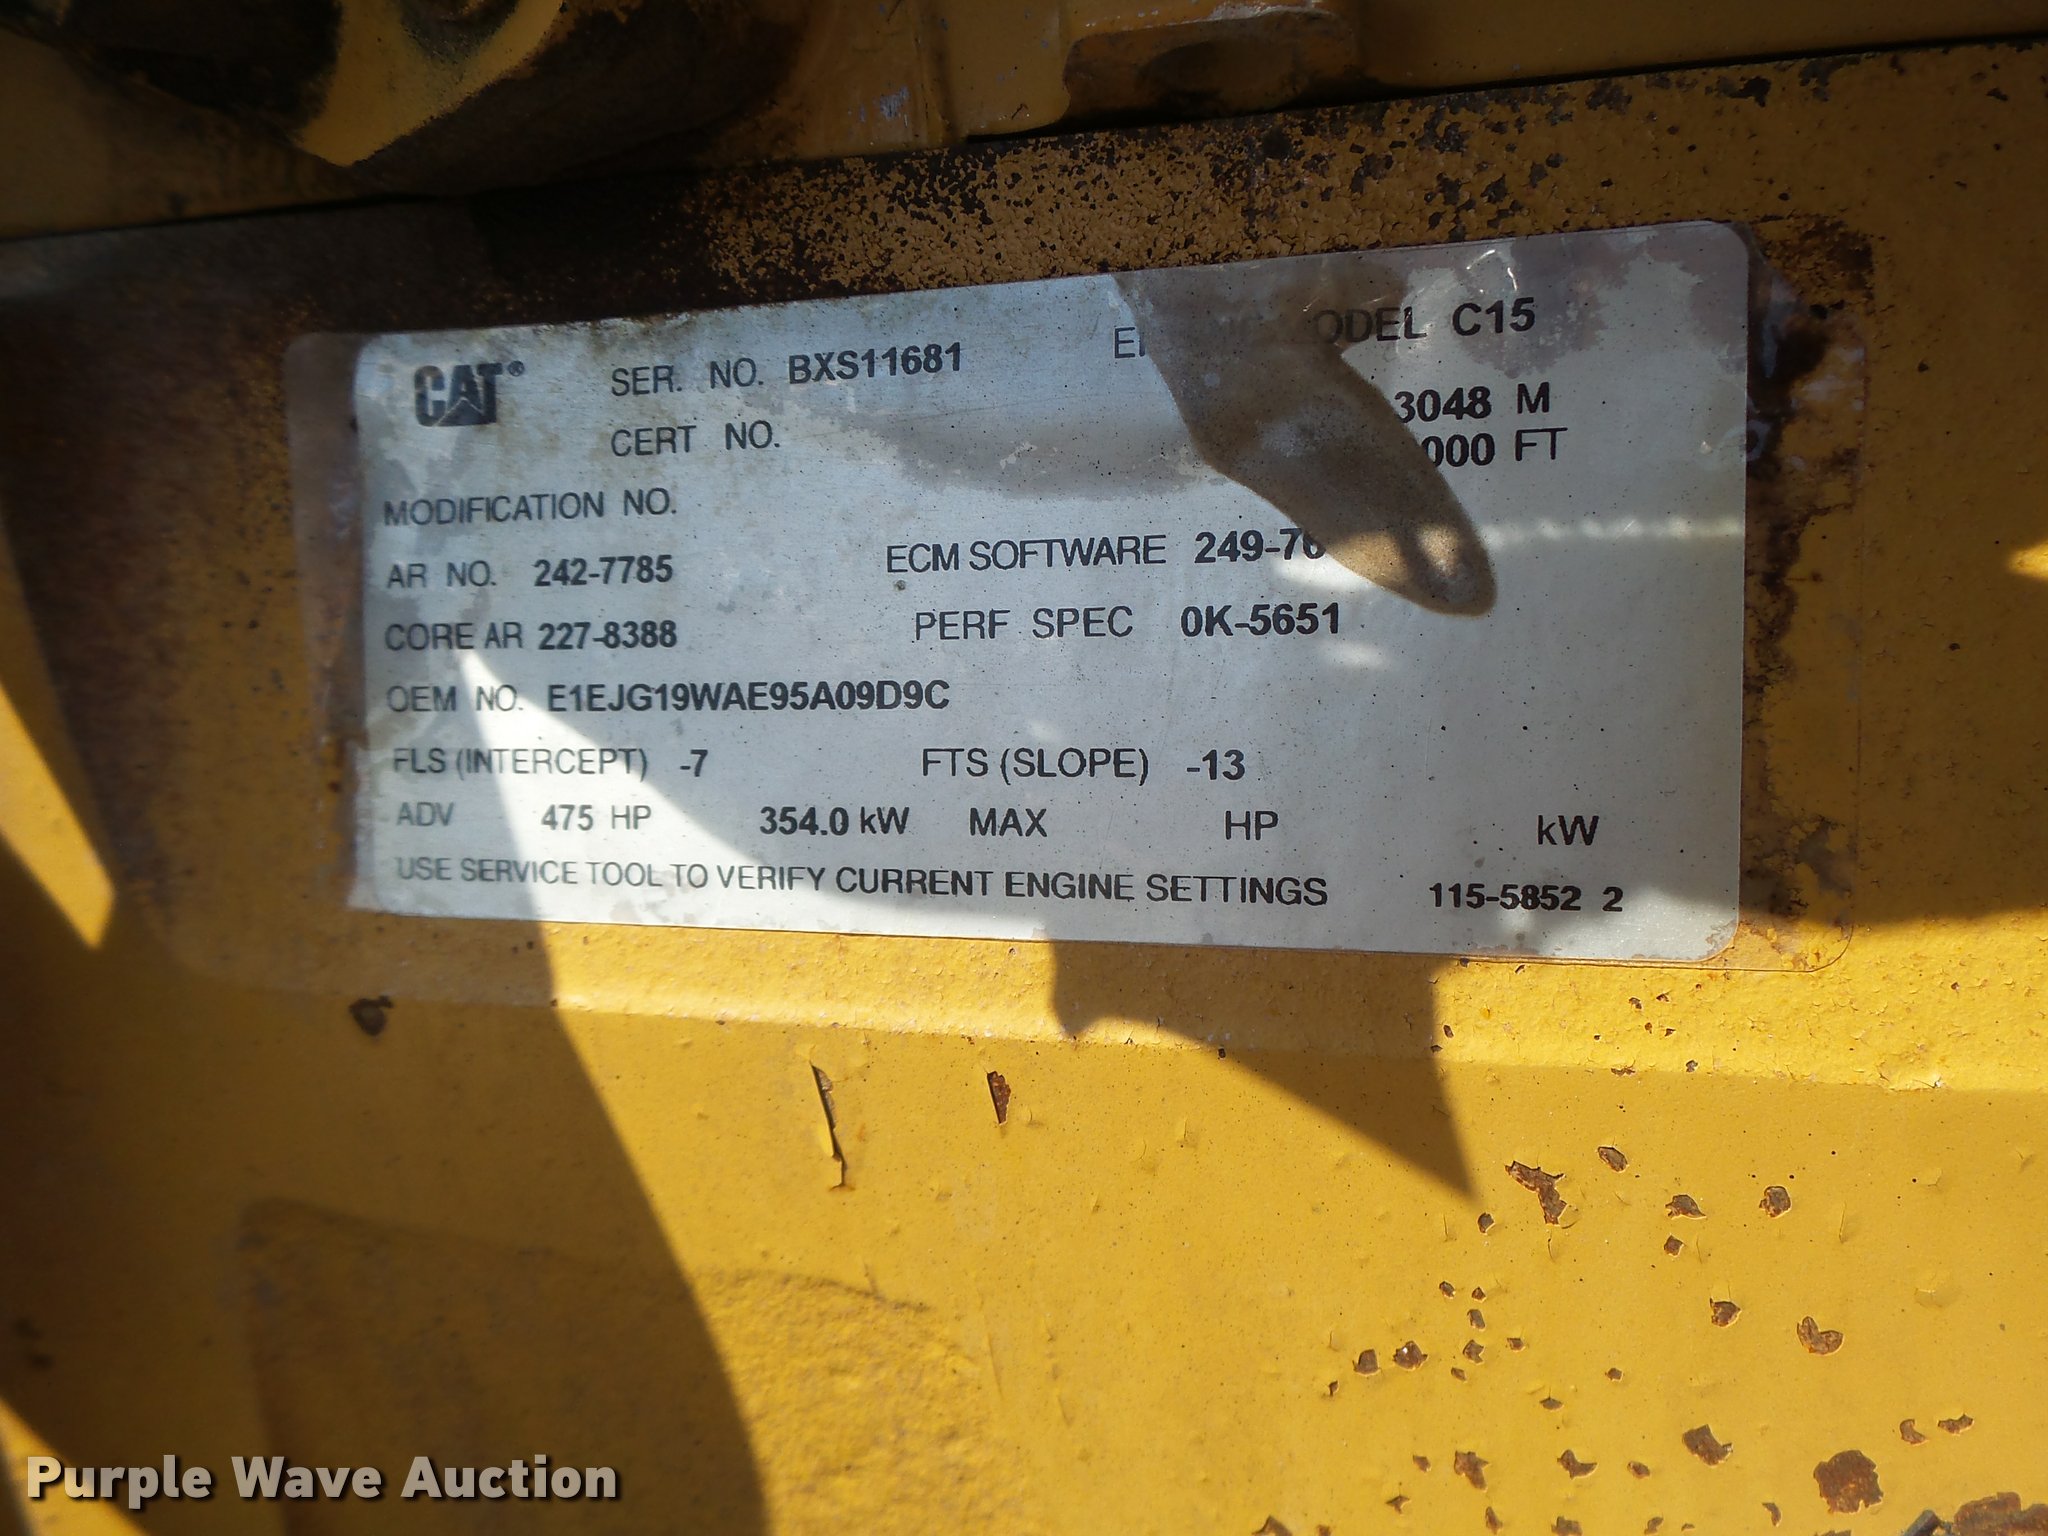 CAT® SER. NO. BXS11681 MODEL C15
CERT NO. 3048 M
FT
MODIFICATION NO.
AR NO. 242-7785 ECM SOFTWARE
CORE AR 227-8388 PERF SPEC 0K-5651
OEM NO. E1EJG19WAE95A09D9C
FLS (INTERCEPT) -7 FTS (SLOPE) -13
ADV 475 HP 354.0 kW MAX HP kW
USE SERVICE TOOL TO VERIFY CURRENT ENGINE SETTINGS 115-5852 2
Purple Wave Auction